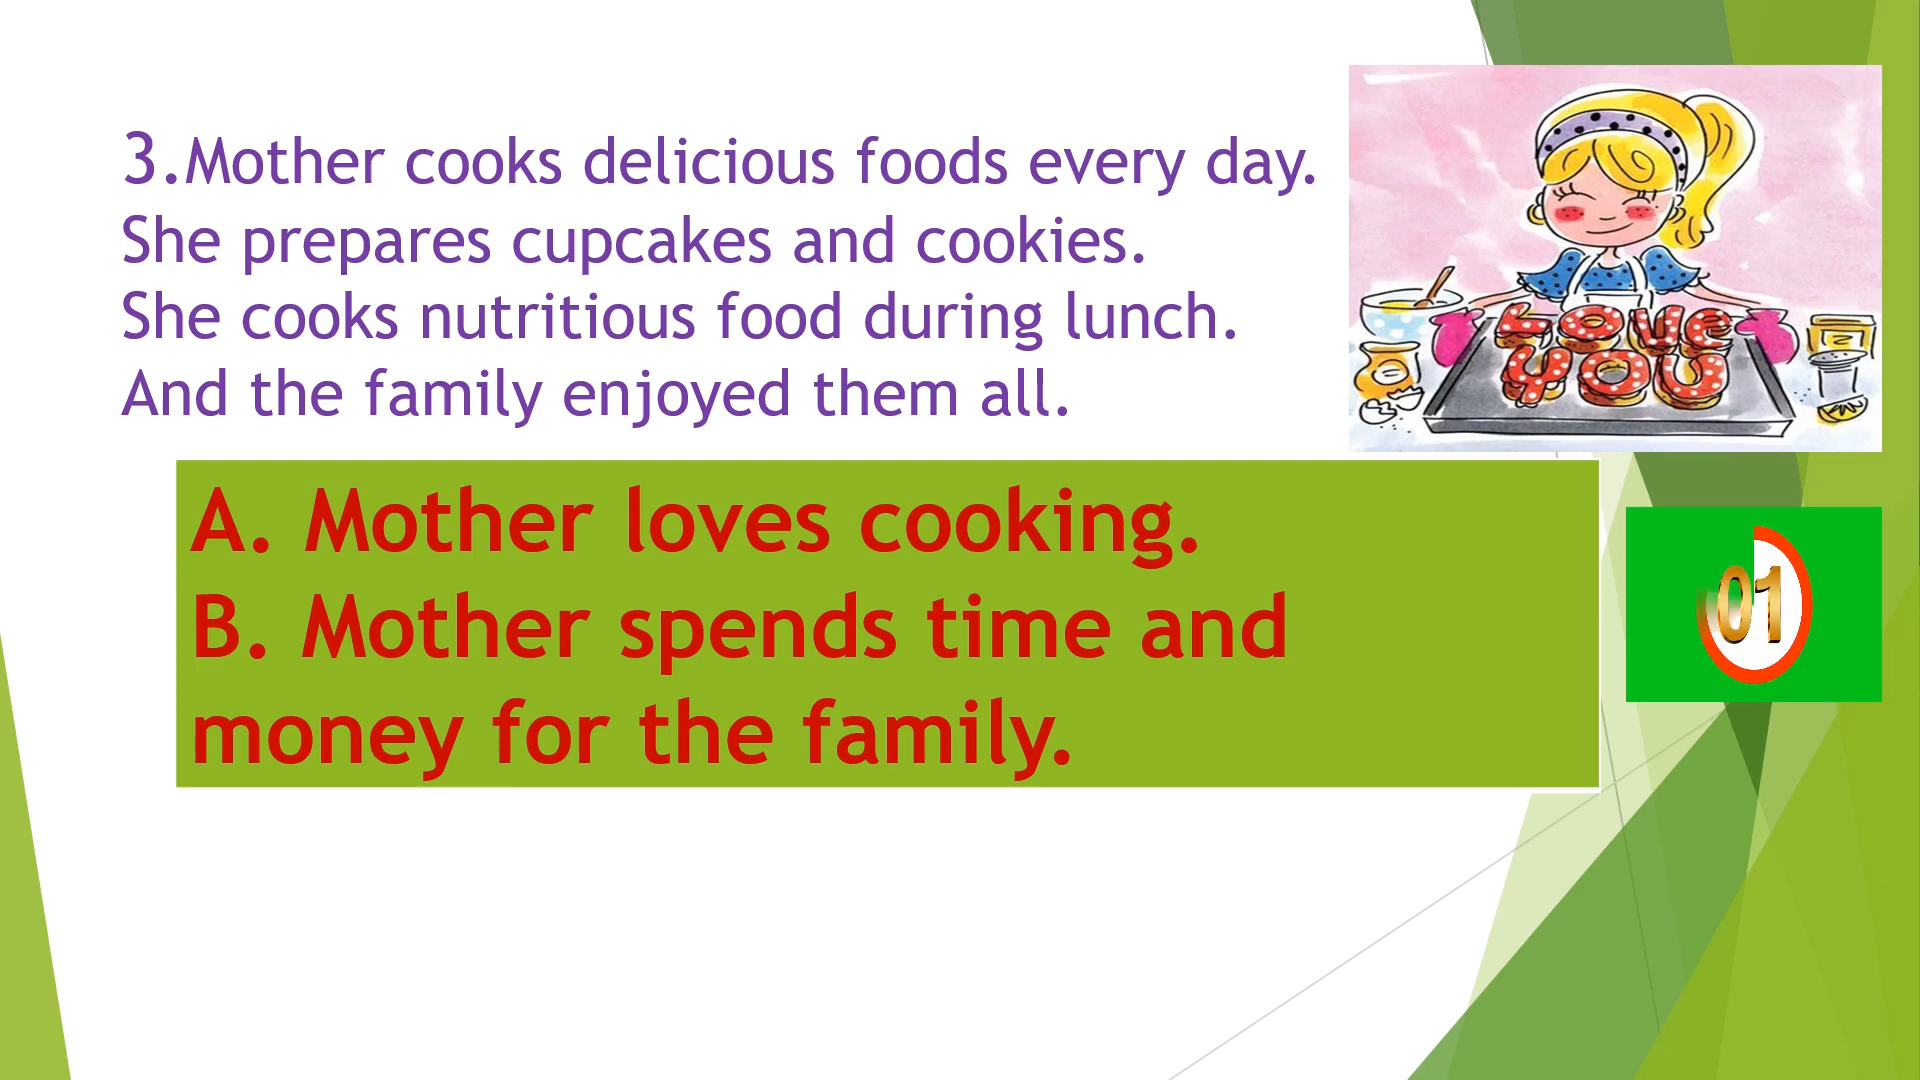 3.Mother cooks delicious foods every day.
She prepares cupcakes and cookies.
She cooks nutritious food during lunch.
And the family enjoyed them all.
Love
YOU
A. Mother loves cooking.
B. Mother spends time and
money for the family.
01